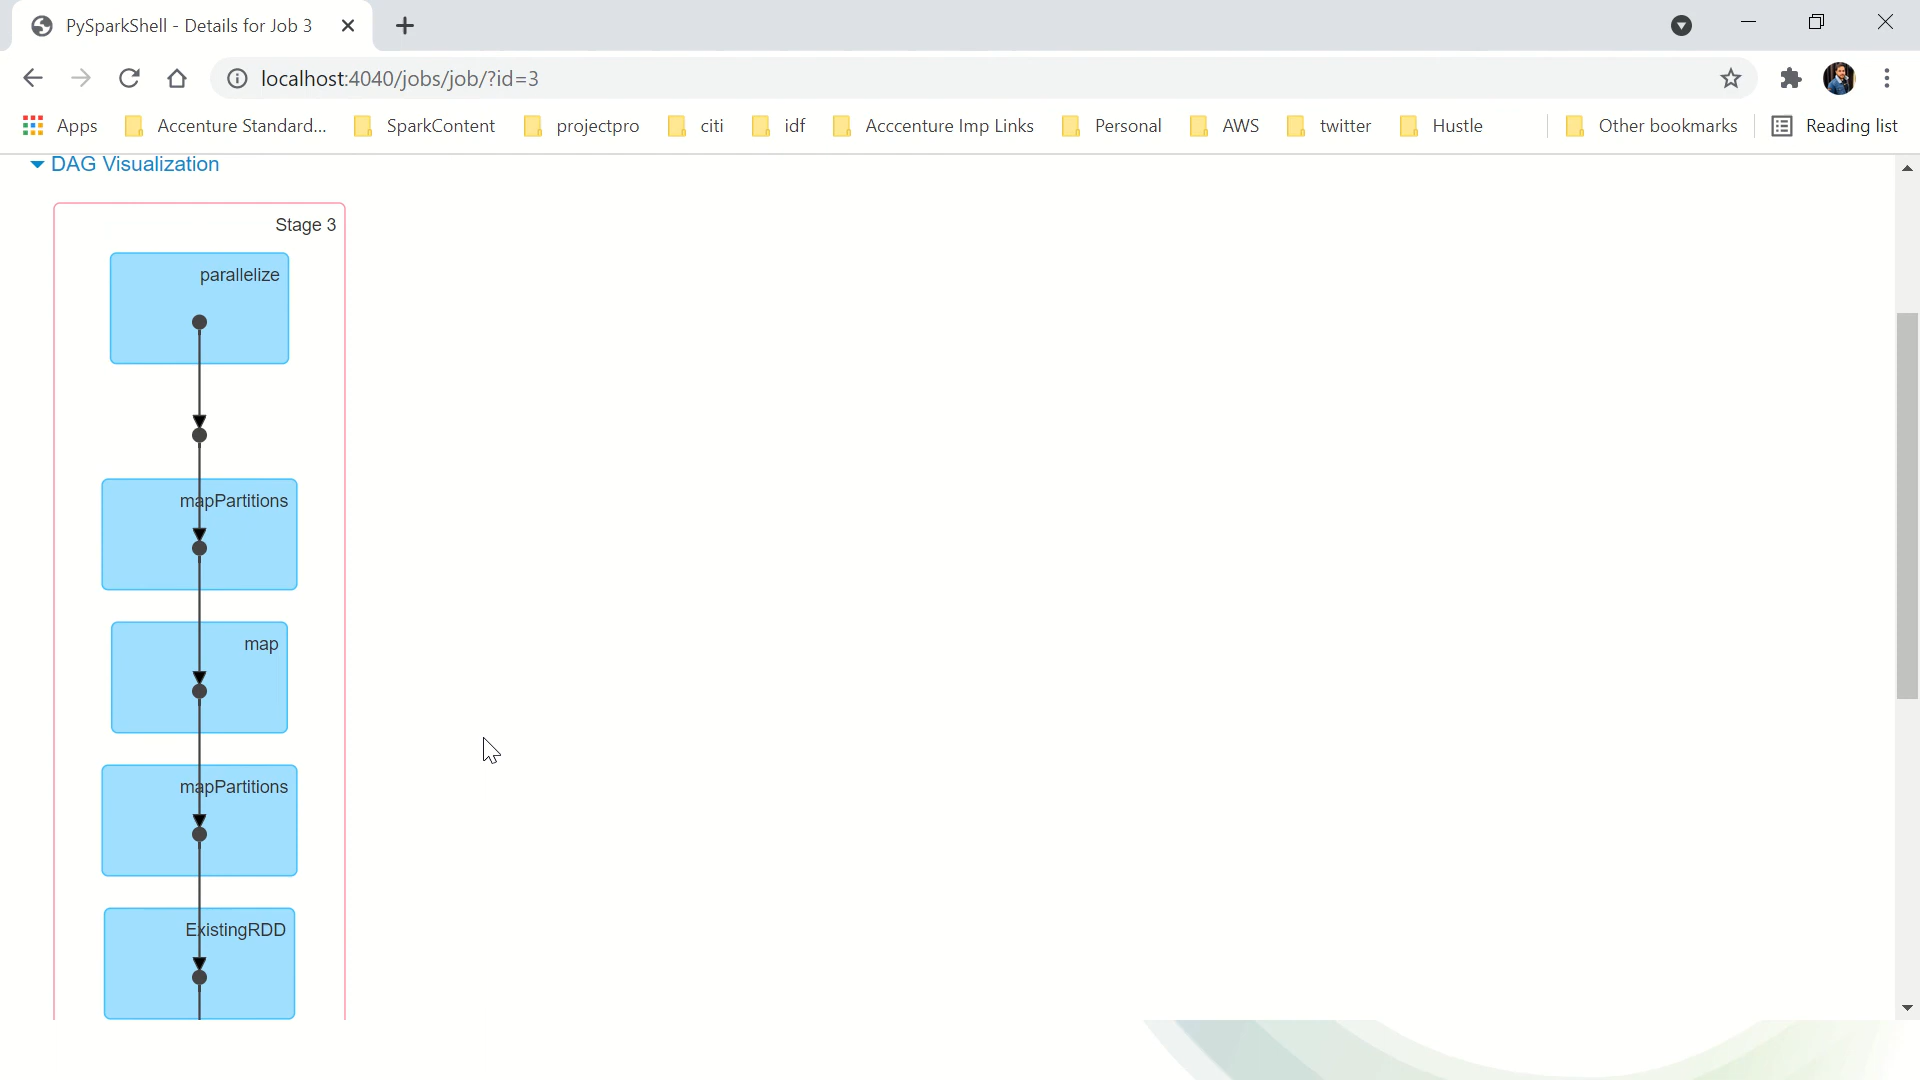 PySparkShell - Details for Job 3
localhost:4040/jobs/job/?id=3
Apps Accenture Standard... SparkContent projectpro citi idf Acccenture Imp Links Personal AWS twitter Hustle Other bookmarks Reading list
DAG Visualization
Stage 3
parallelize
mapPartitions
map
mapPartitions
ExistingRDD